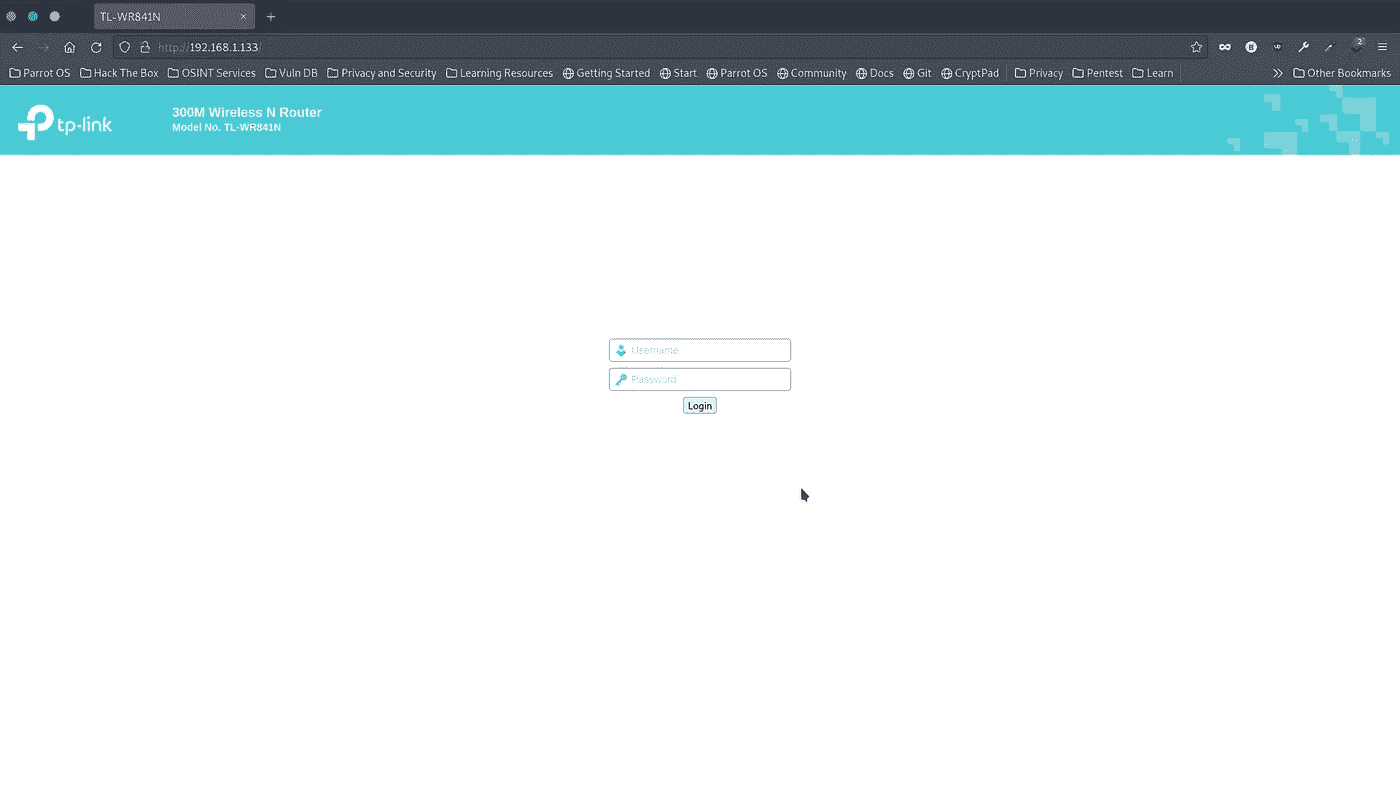 TL-WR841N
http://192.168.1.133/
2
Parrot OS Hack The Box OSINT Services Vuln DB Privacy and Security Learning Resources Getting Started Start Parrot OS Community Docs Git CryptPad Privacy Pentest Learn Other Bookmarks
tp-link
300M Wireless N Router
Model No. TL-WR841N
Username
Password
Login